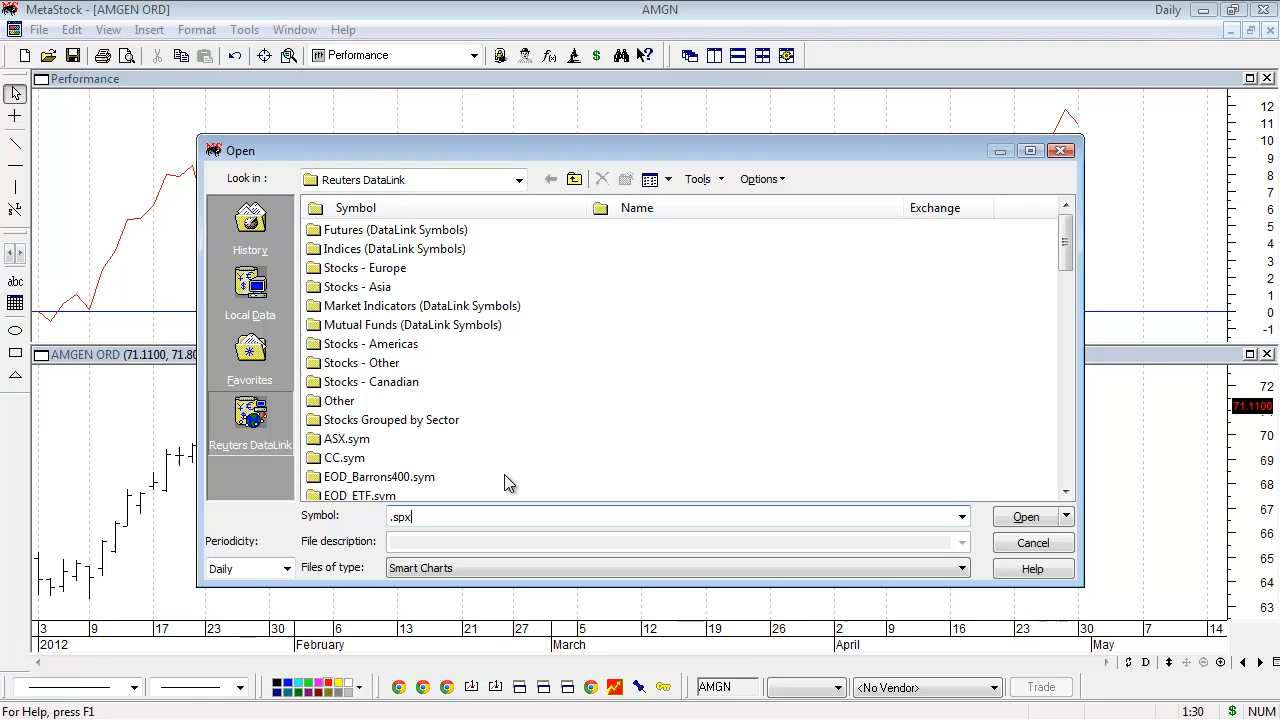 MetaStock - [AMGEN ORD]
AMGN
Daily
File Edit View Insert Format Tools Window Help
Performance
Performance
12
11
10
9
8
7
6
5
4
3
2
1
0
-1
Open
Look in :
Reuters DataLink
Tools
Options
Symbol
Name
Exchange
History
Local Data
Favorites
Reuters DataLink
Futures (DataLink Symbols)
Indices (DataLink Symbols)
Stocks - Europe
Stocks - Asia
Market Indicators (DataLink Symbols)
Mutual Funds (DataLink Symbols)
Stocks - Americas
Stocks - Other
Stocks - Canadian
Other
Stocks Grouped by Sector
ASX.sym
CC.sym
EOD_Barrons400.sym
EOD_ETF.sym
Symbol:
.spx
Open
Periodicity:
File description:
Cancel
Daily
Files of type:
Smart Charts
Help
AMGEN ORD (71.1100, 71.80
72
71.1100
70
69
68
67
66
65
64
63
3 9 17 23 30 6 13 21 27 5 12 19 26 2 9 16 23 30 7 14
2012 February March April May
D
abc
AMGN
<No Vendor>
Trade
For Help, press F1
1:30
$
NUM